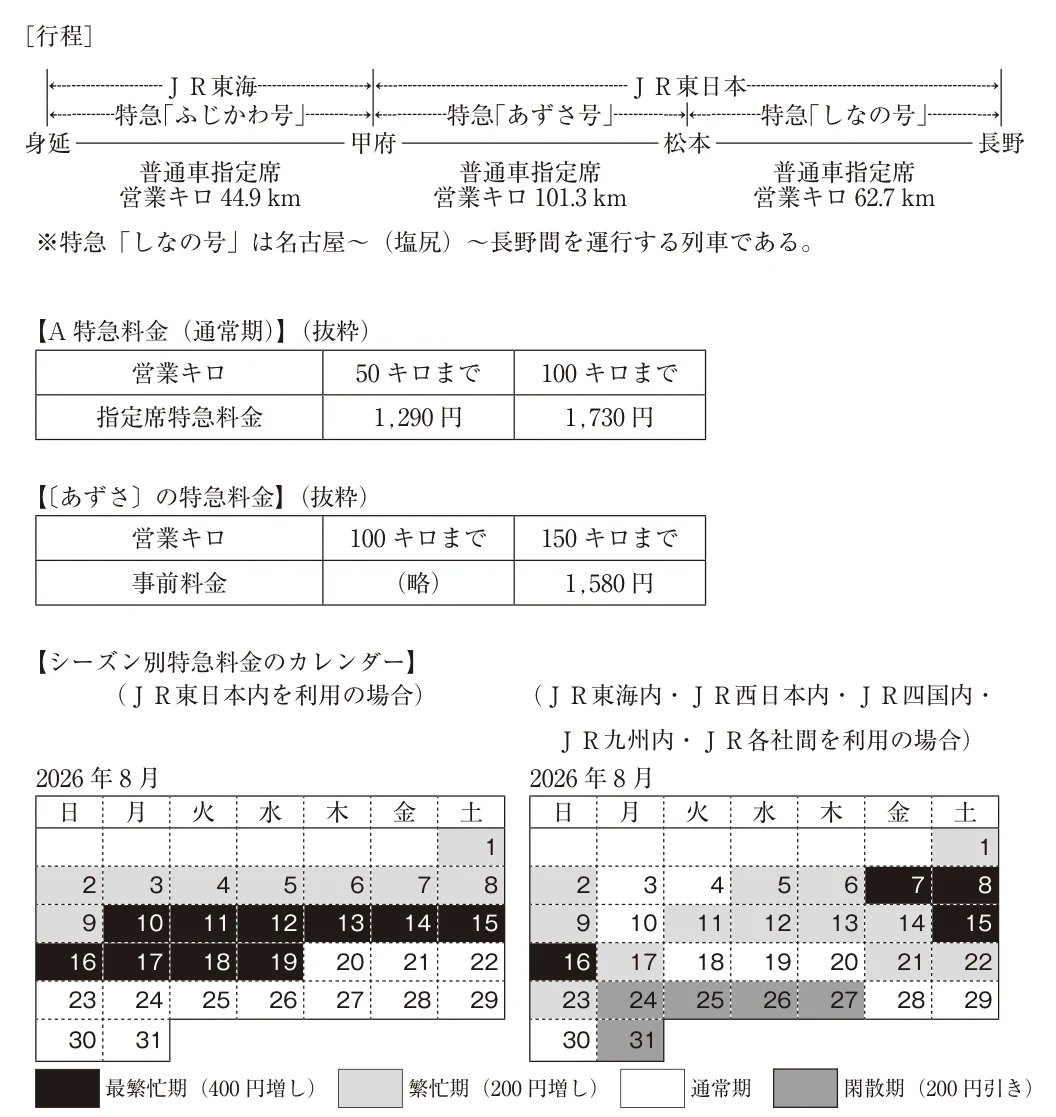 ［行程］
ＪＲ東海 ＪＲ東日本
特急「ふじかわ号」 特急「あずさ号」 特急「しなの号」
身延 甲府 松本 長野
普通車指定席 普通車指定席 普通車指定席
営業キロ 44.9 km 営業キロ 101.3 km 営業キロ 62.7 km
※特急「しなの号」は名古屋～（塩尻）～長野間を運行する列車である。
【A 特急料金（通常期）】（抜粋）
営業キロ 50 キロまで 100 キロまで
指定席特急料金 1,290 円 1,730 円
【〔あずさ〕の特急料金】（抜粋）
営業キロ 100 キロまで 150 キロまで
事前料金 （略） 1,580 円
【シーズン別特急料金のカレンダー】
（ＪＲ東日本内を利用の場合）
2026 年 8 月
日 月 火 水 木 金 土
1
2 3 4 5 6 7 8
9 10 11 12 13 14 15
16 17 18 19 20 21 22
23 24 25 26 27 28 29
30 31
（ＪＲ東海内・ＪＲ西日本内・ＪＲ四国内・
ＪＲ九州内・ＪＲ各社間を利用の場合）
2026 年 8 月
日 月 火 水 木 金 土
1
2 3 4 5 6 7 8
9 10 11 12 13 14 15
16 17 18 19 20 21 22
23 24 25 26 27 28 29
30 31
最繁忙期（400 円増し） 繁忙期（200 円増し） 通常期 閑散期（200 円引き）